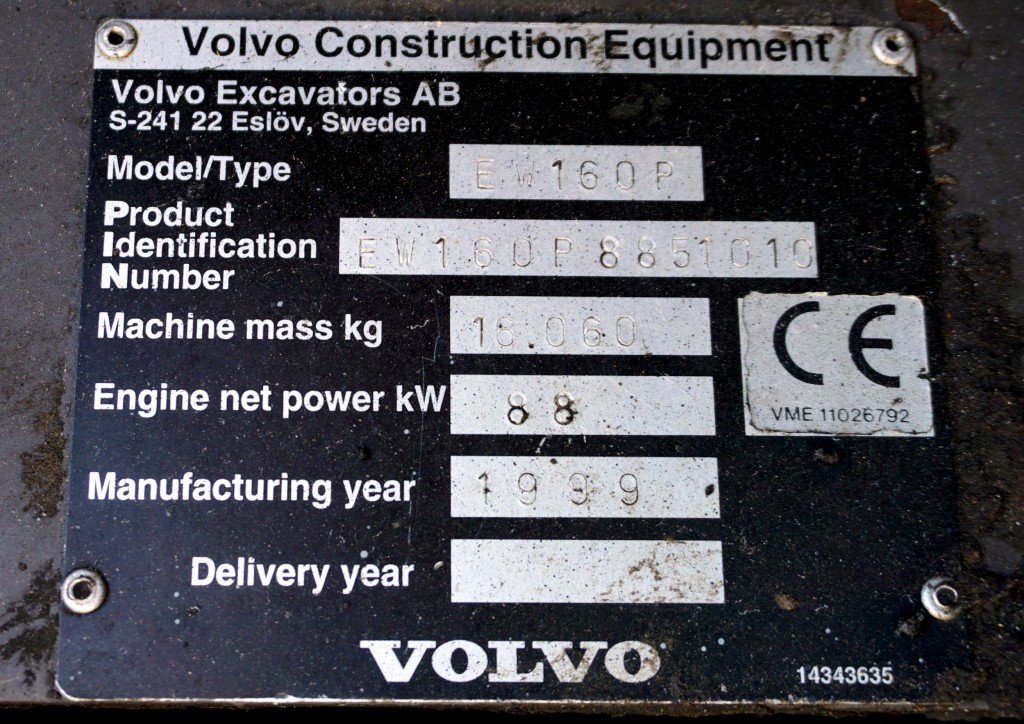 Volvo Construction Equipment
Volvo Excavators AB
S-241 22 Eslöv, Sweden
Model/Type EW160P
Product
Identification EW160P8851010
Number
Machine mass kg 16.060
Engine net power kW 88
CE
VME 11026792
Manufacturing year 1999
Delivery year
VOLVO 14343635